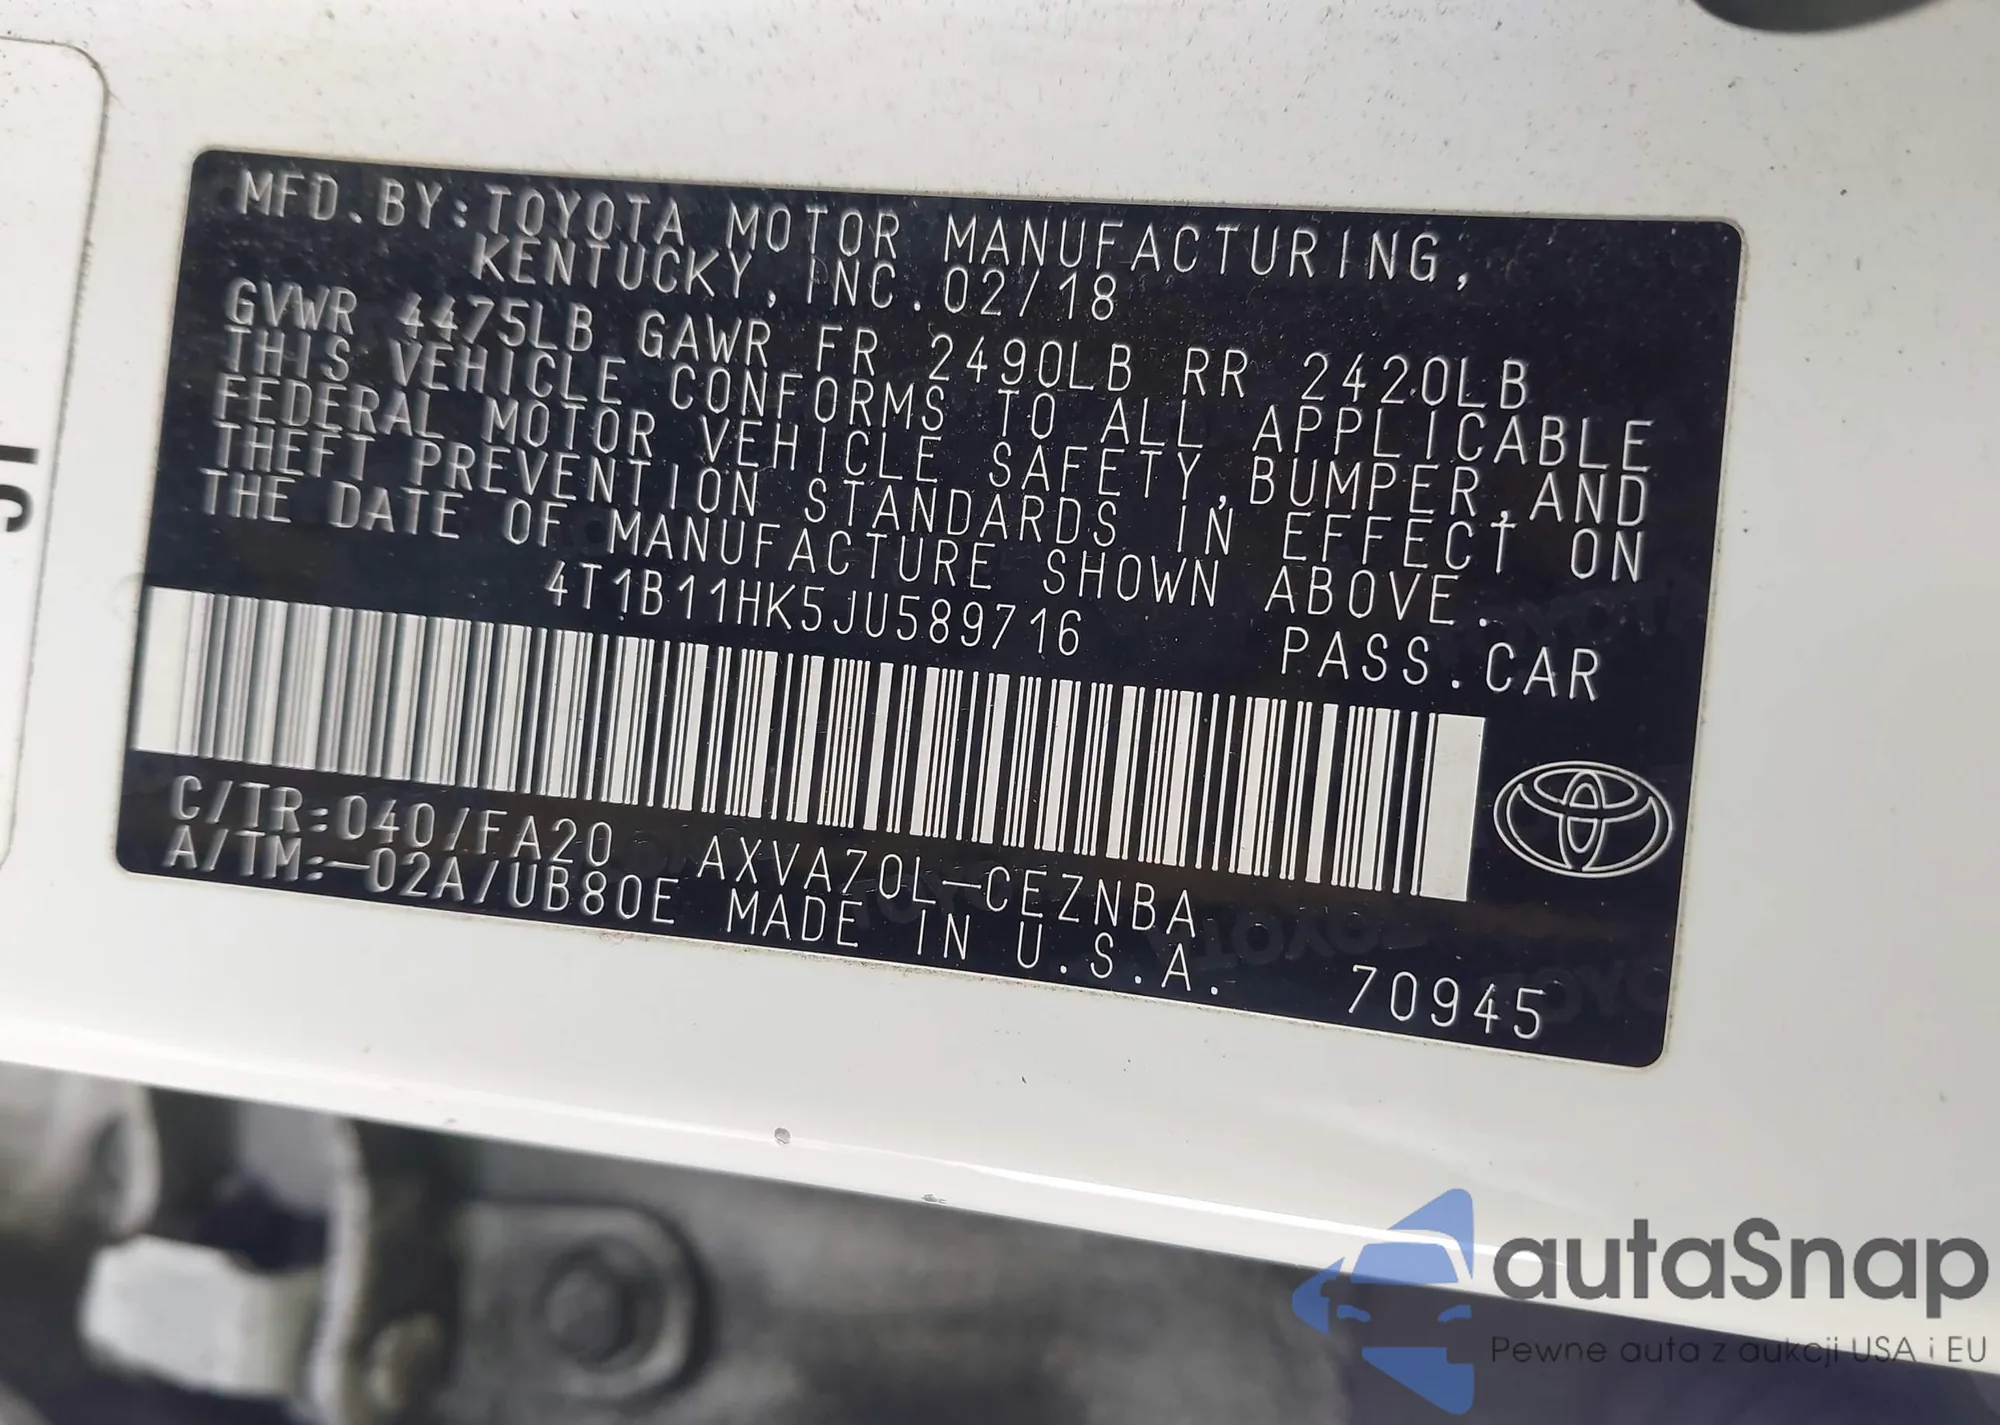 MFD.BY:TOYOTA MOTOR MANUFACTURING,
KENTUCKY, INC.02/18
GVWR 4475LB GAWR FR 2490LB RR 2420LB
THIS VEHICLE CONFORMS TO ALL APPLICABLE
FEDERAL MOTOR VEHICLE SAFETY,BUMPER,AND
THEFT PREVENTION STANDARDS IN EFFECT ON
THE DATE OF MANUFACTURE SHOWN ABOVE.
4T1B11HK5JU589716
PASS.CAR
C/TR:040/FA20 AXVA70L-CEZNBA
A/TM:-02A/UB80E MADE IN U.S.A.
70945
autaSnap
Pewne auta z aukcji USA i EU